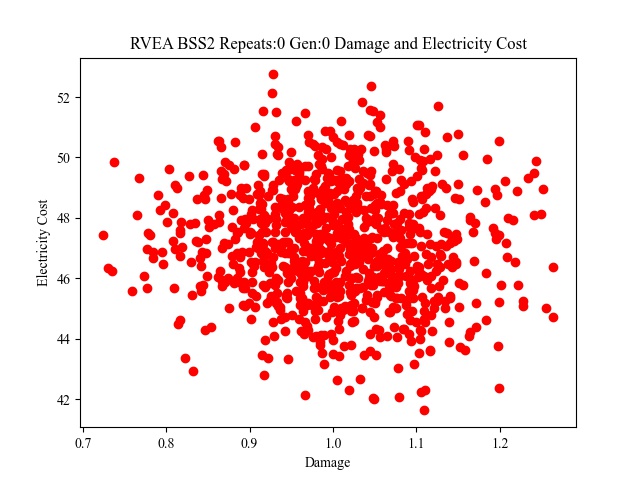 RVEA BSS2 Repeats:0 Gen:0 Damage and Electricity Cost
52
50
48
46
44
42
Electricity Cost
0.7 0.8 0.9 1.0 1.1 1.2
Damage